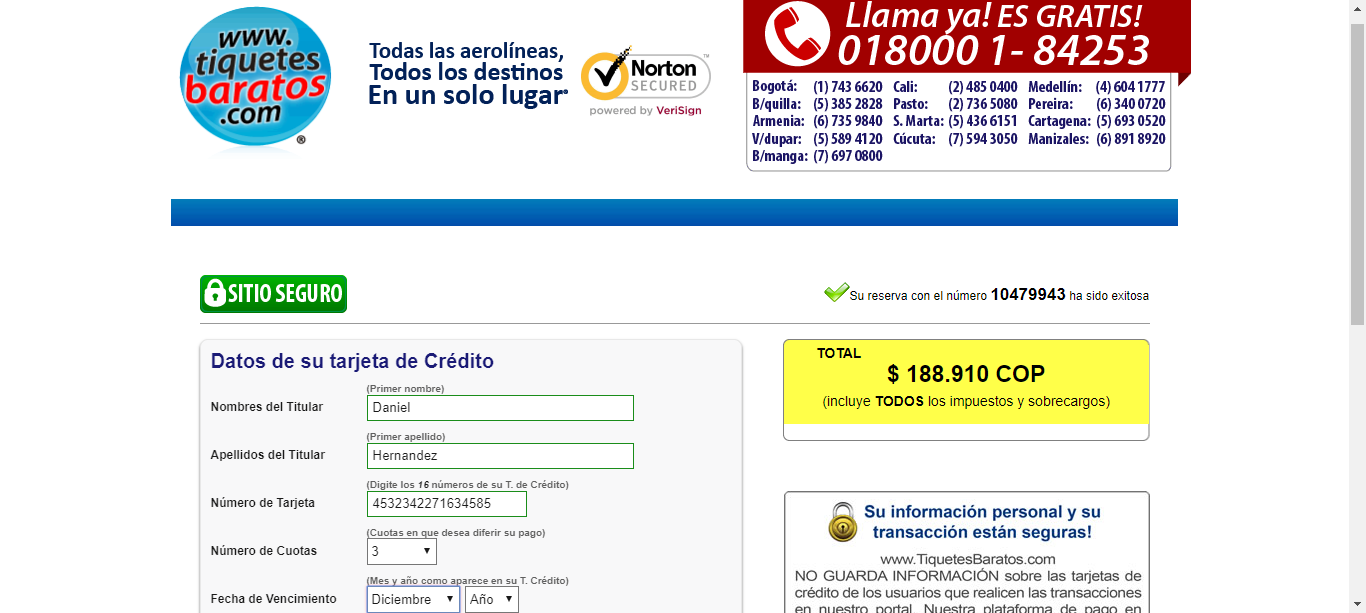 www.
tiquetes
baratos
.com
®
Todas las aerolíneas,
Todos los destinos
En un solo lugar®
Norton™
SECURED
powered by VeriSign
Llama ya! ES GRATIS!
018000 1- 84253
Bogotá: (1) 743 6620 Cali: (2) 485 0400 Medellín: (4) 604 1777
B/quilla: (5) 385 2828 Pasto: (2) 736 5080 Pereira: (6) 340 0720
Armenia: (6) 735 9840 S. Marta: (5) 436 6151 Cartagena: (5) 693 0520
V/dupar: (5) 589 4120 Cúcuta: (7) 594 3050 Manizales: (6) 891 8920
B/manga: (7) 697 0800
SITIO SEGURO
Su reserva con el número 10479943 ha sido exitosa
Datos de su tarjeta de Crédito
(Primer nombre)
Nombres del Titular Daniel
(Primer apellido)
Apellidos del Titular Hernandez
(Digite los 16 números de su T. de Crédito)
Número de Tarjeta 4532342271634585
(Cuotas en que desea diferir su pago)
Número de Cuotas 3
(Mes y año como aparece en su T. Crédito)
Fecha de Vencimiento Diciembre Año
TOTAL
$ 188.910 COP
(incluye TODOS los impuestos y sobrecargos)
Su información personal y su
transacción están seguras!
www.TiquetesBaratos.com
NO GUARDA INFORMACIÓN sobre las tarjetas de
crédito de los usuarios que realicen las transacciones
en nuestro portal. Nuestra plataforma de pago en